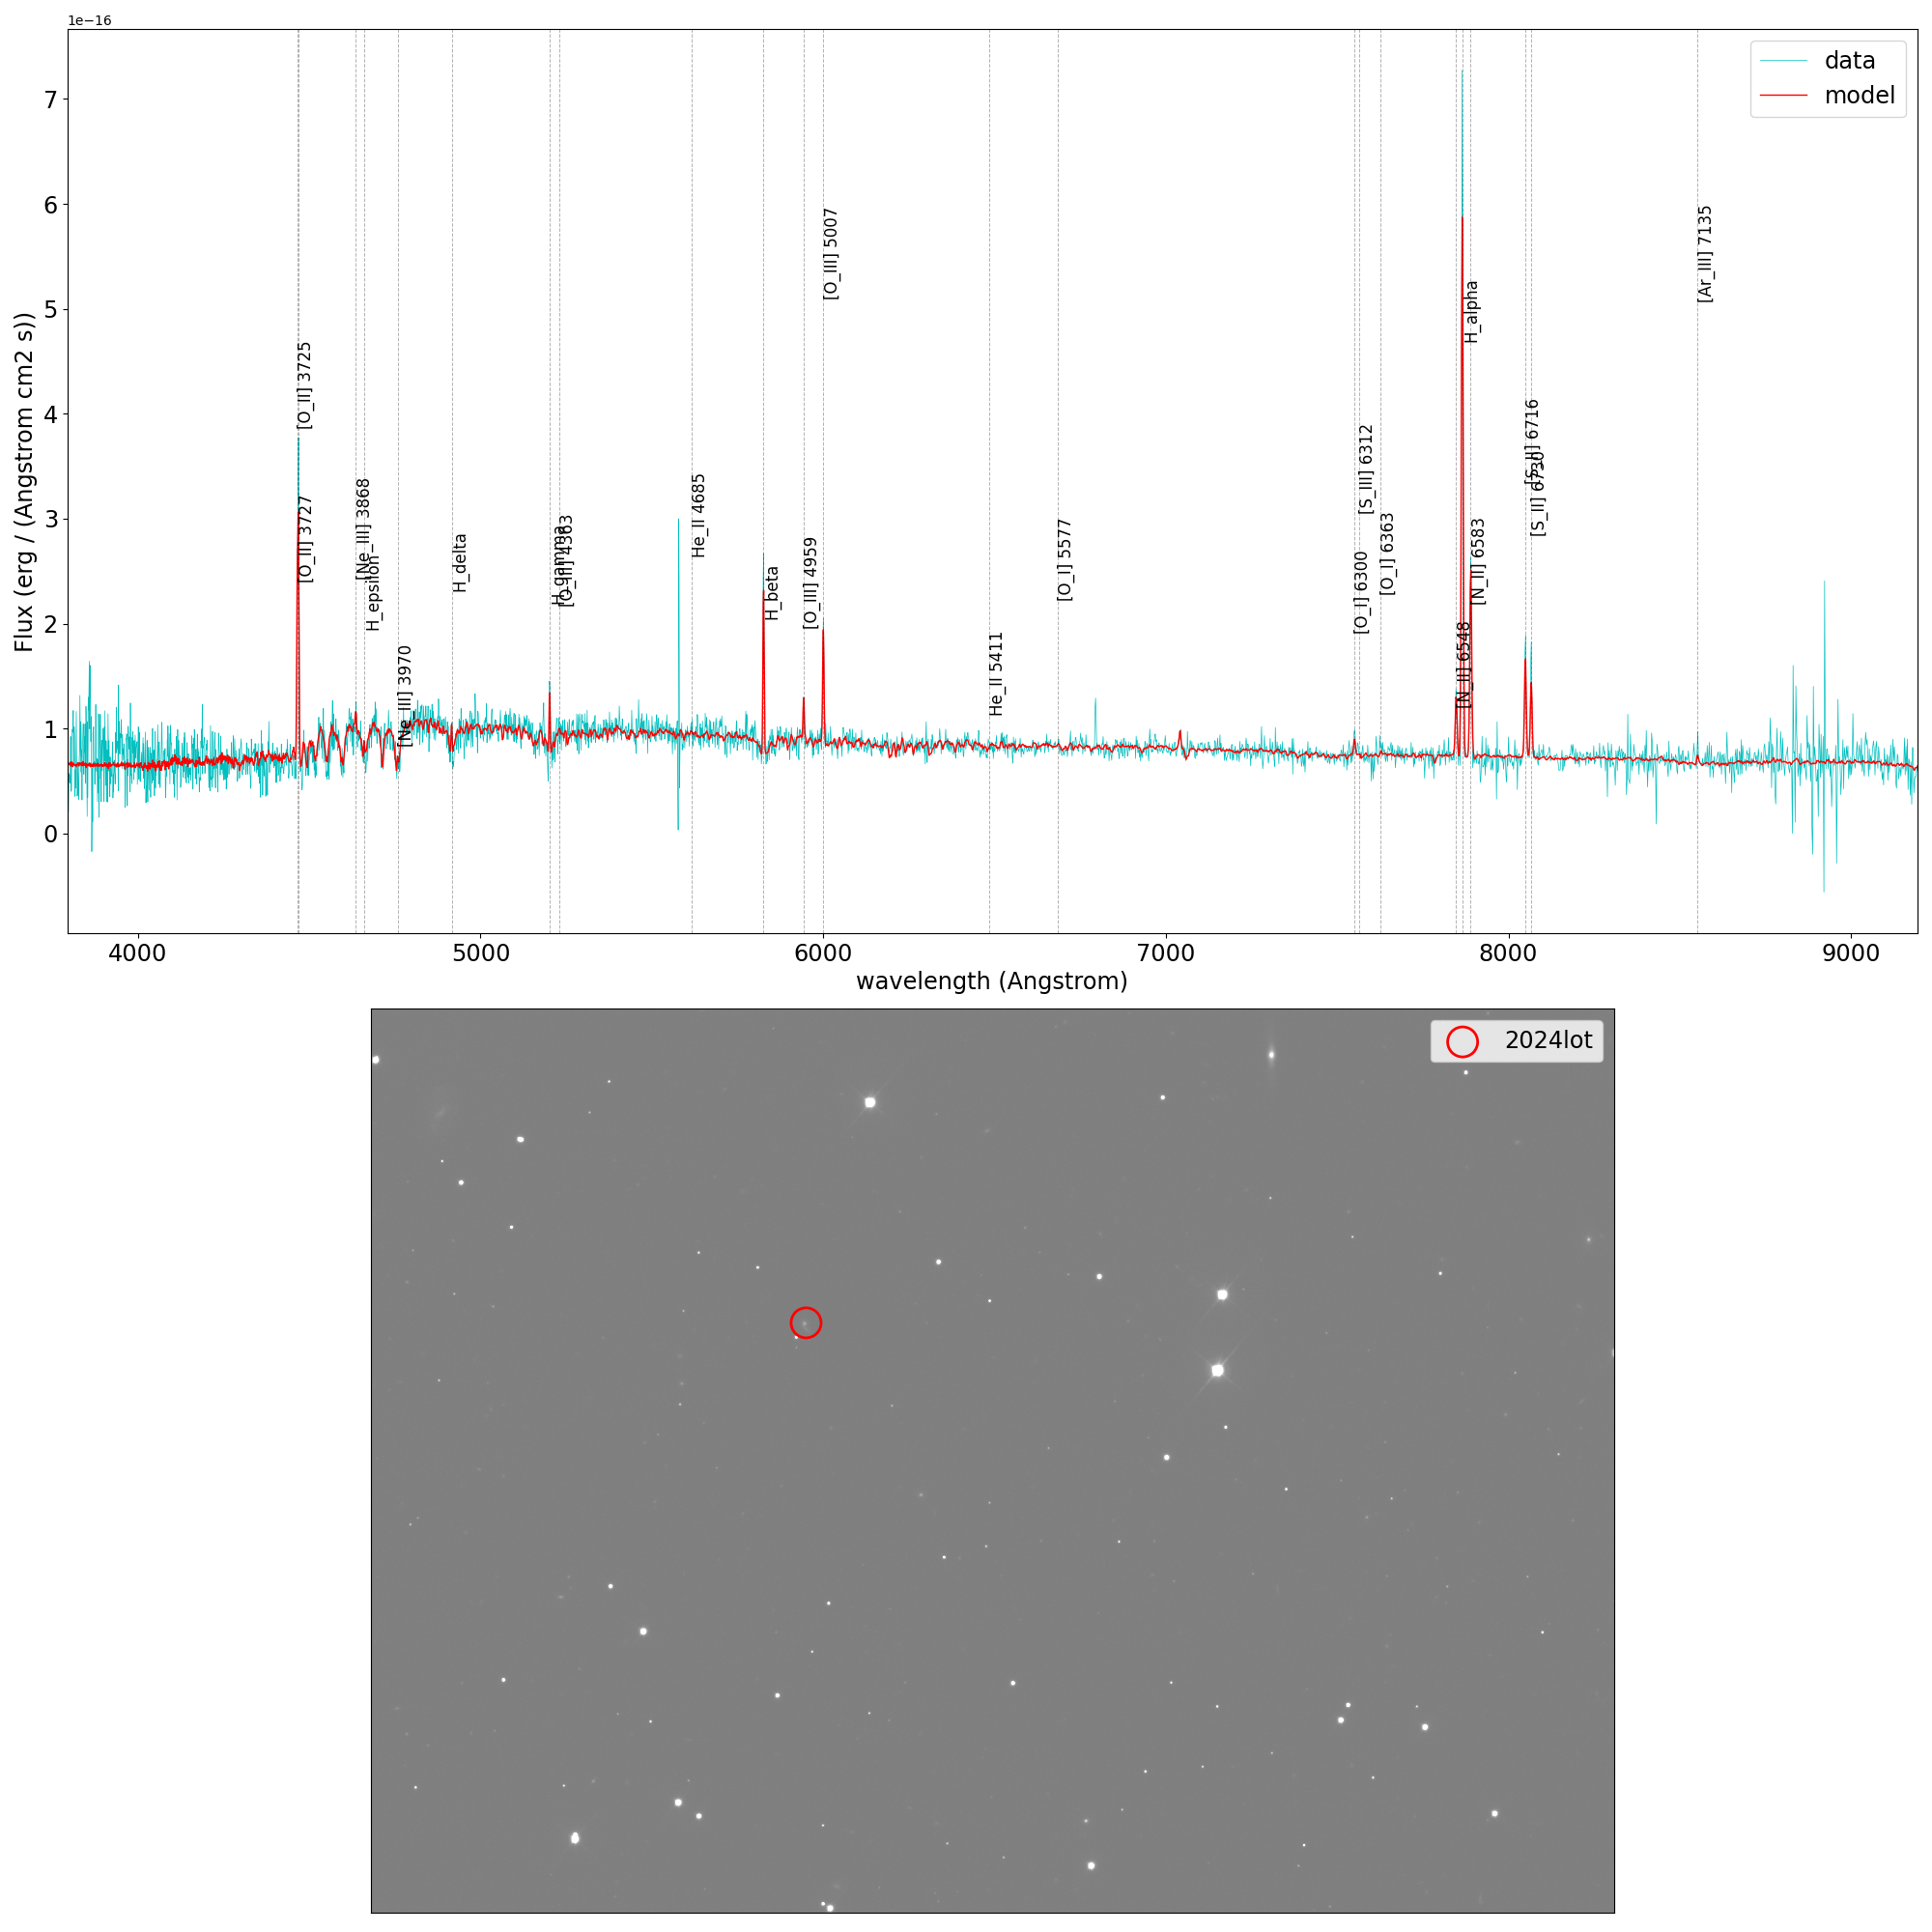 1e−16
data
model
7
6
5
4
3
2
1
0
Flux (erg / (Angstrom cm2 s))
[O_II] 3725
[O_II] 3727
[Ne_III] 3868
H_epsilon
[Ne_III] 3970
H_delta
H_gamma
[O_III] 4363
He_II 4685
H_beta
[O_III] 4959
[O_III] 5007
He_II 5411
[O_I] 5577
[O_I] 6300
[S_III] 6312
[O_I] 6363
[N_II] 6548
H_alpha
[N_II] 6583
[S_II] 6716
[S_II] 6730
[Ar_III] 7135
4000
5000
6000
7000
8000
9000
wavelength (Angstrom)
2024lot